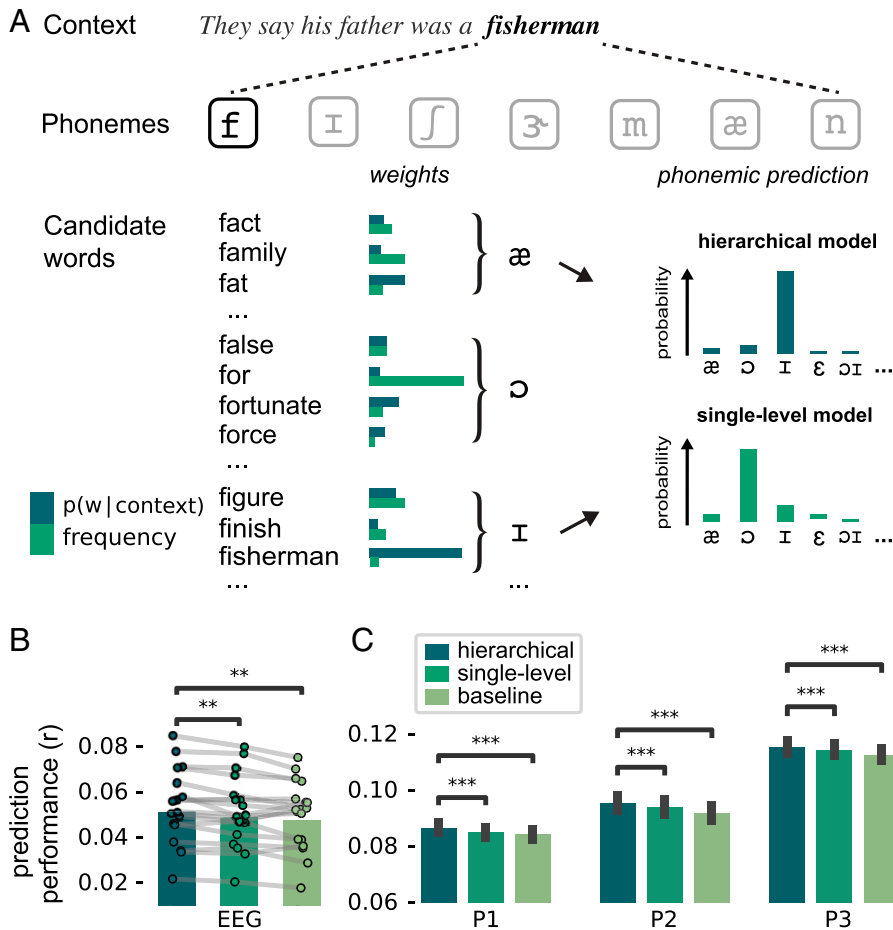 A
Context They say his father was a fisherman
Phonemes f ɪ ʃ ɝ m æ n
weights phonemic prediction
Candidate words
fact
family
fat
...
æ
false
for
fortunate
force
...
ɔ
figure
finish
fisherman
...
ɪ
...
p(w|context)
frequency
hierarchical model
probability
æ ɔ ɪ ɛ ɔɪ ...
single-level model
probability
æ ɔ ɪ ɛ ɔɪ ...
B
prediction
performance (r)
0.08
0.06
0.04
0.02
**
**
EEG
C
hierarchical
single-level
baseline
0.12
0.10
0.08
0.06
***
***
P1
***
***
P2
***
***
P3